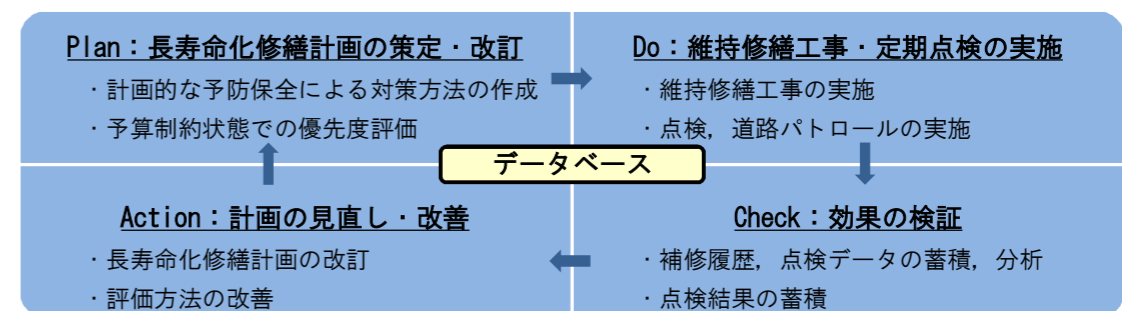 Plan：長寿命化修繕計画の策定・改訂
・計画的な予防保全による対策方法の作成
・予算制約状態での優先度評価
Do：維持修繕工事・定期点検の実施
・維持修繕工事の実施
・点検，道路パトロールの実施
データベース
Action：計画の見直し・改善
・長寿命化修繕計画の改訂
・評価方法の改善
Check：効果の検証
・補修履歴，点検データの蓄積，分析
・点検結果の蓄積